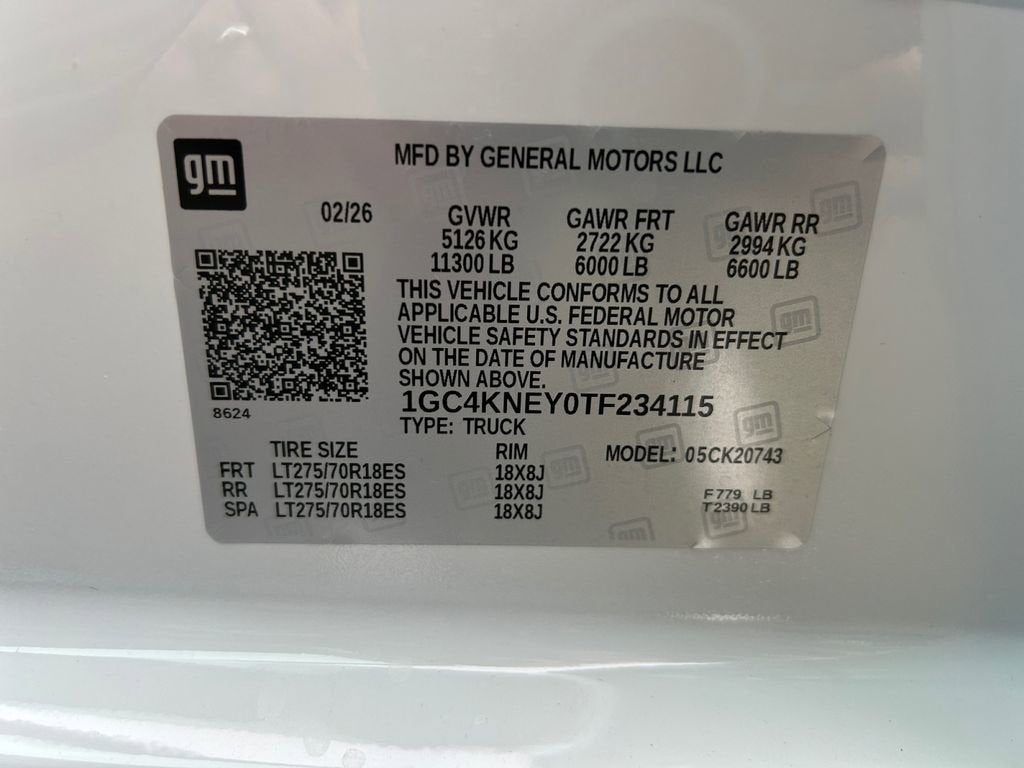 gm
MFD BY GENERAL MOTORS LLC
02/26
GVWR GAWR FRT GAWR RR
5126 KG 2722 KG 2994 KG
11300 LB 6000 LB 6600 LB
THIS VEHICLE CONFORMS TO ALL
APPLICABLE U.S. FEDERAL MOTOR
VEHICLE SAFETY STANDARDS IN EFFECT
ON THE DATE OF MANUFACTURE
SHOWN ABOVE.
8624
1GC4KNEY0TF234115
TYPE: TRUCK
TIRE SIZE RIM MODEL: 05CK20743
FRT LT275/70R18ES 18X8J
RR LT275/70R18ES 18X8J F779 LB
SPA LT275/70R18ES 18X8J T2390 LB